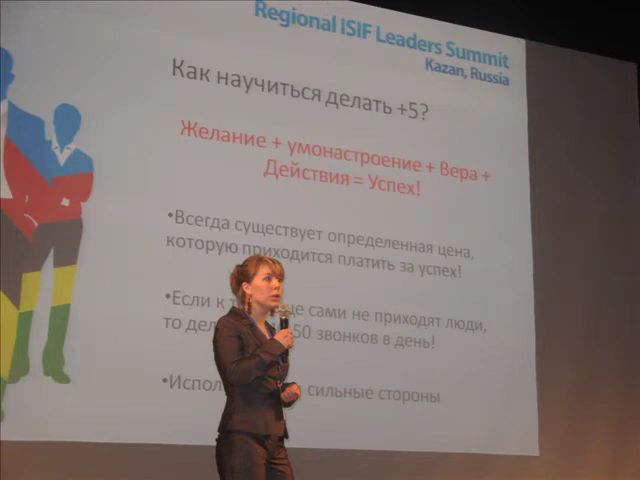 Regional ISIF Leaders Summit
Kazan, Russia
Как научиться делать +5?
Желание + умонастроение + Вера +
Действия = Успех!
•Всегда существует определенная цена,
которую приходится платить за успех!
•Если к сами не приходят люди,
то 50 звонков в день!
сильные стороны